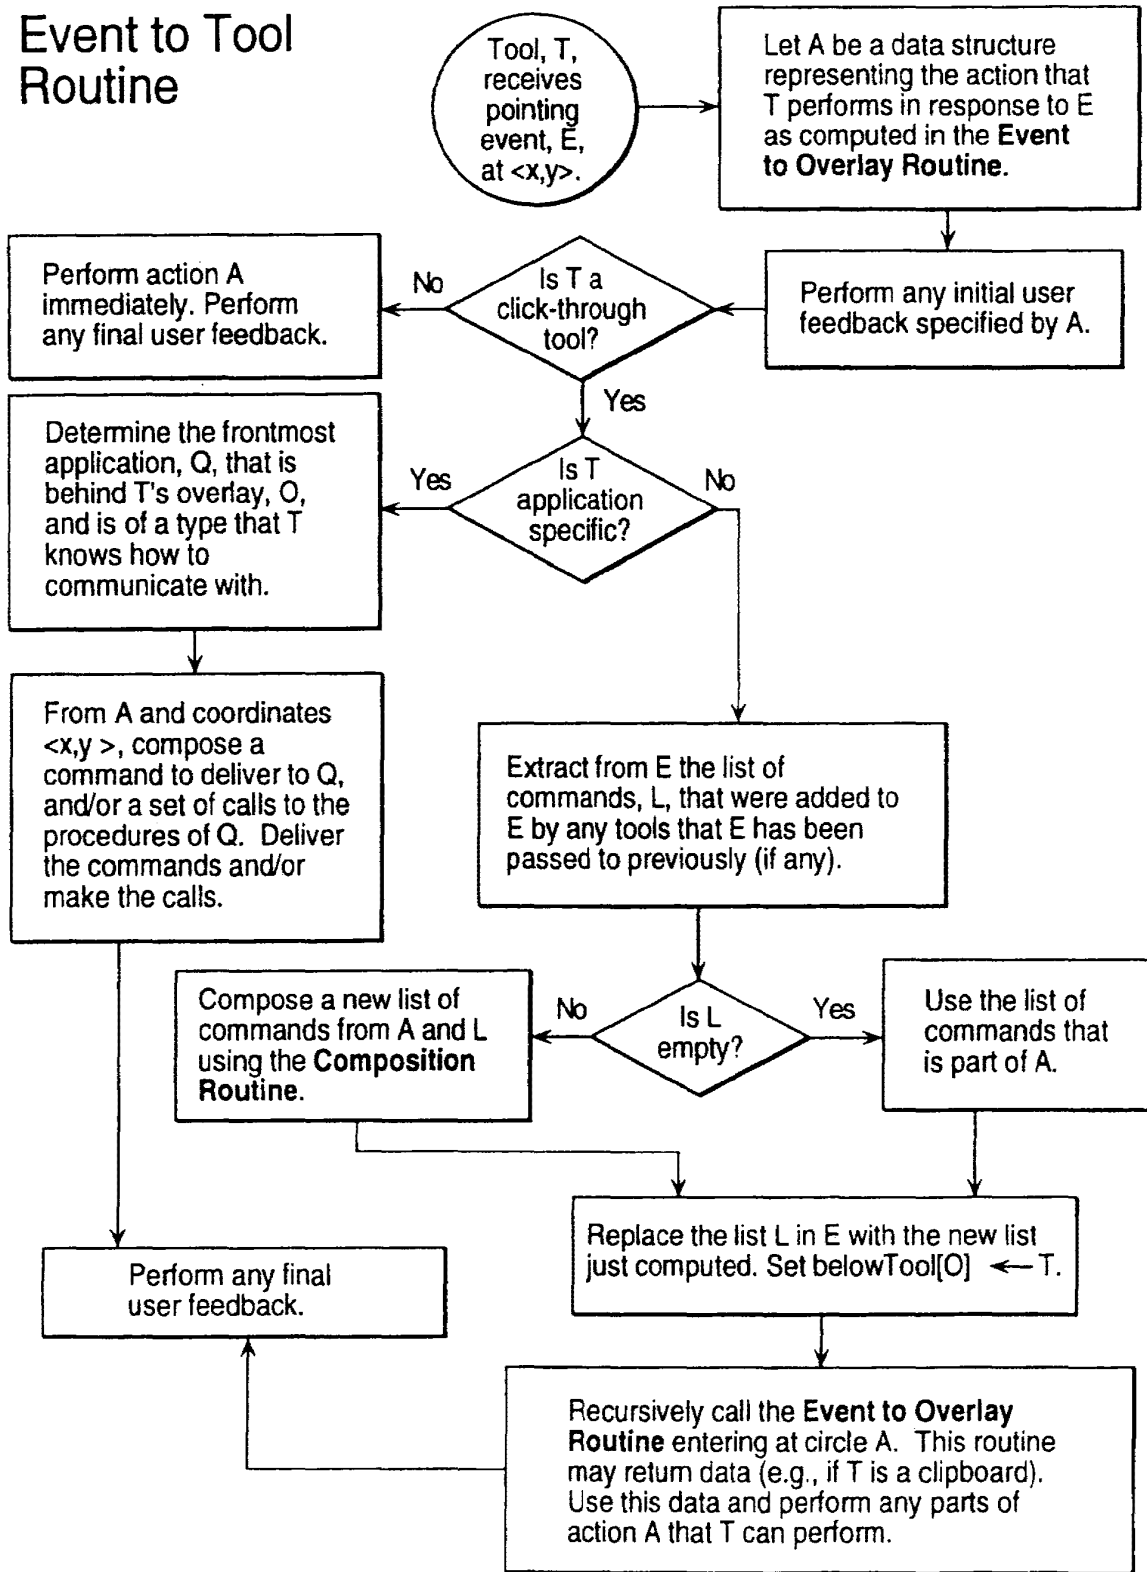 Event to Tool
Routine
Tool, T,
receives
pointing
event, E,
at <x,y>.
Let A be a data structure
representing the action that
T performs in response to E
as computed in the Event
to Overlay Routine.
Perform any initial user
feedback specified by A.
Is T a
click-through
tool?
No
Perform action A
immediately. Perform
any final user feedback.
Yes
Is T
application
specific?
Yes
No
Determine the frontmost
application, Q, that is
behind T's overlay, O,
and is of a type that T
knows how to
communicate with.
From A and coordinates
<x,y >, compose a
command to deliver to Q,
and/or a set of calls to the
procedures of Q. Deliver
the commands and/or
make the calls.
Extract from E the list of
commands, L, that were added to
E by any tools that E has been
passed to previously (if any).
Is L
empty?
No
Yes
Compose a new list of
commands from A and L
using the Composition
Routine.
Use the list of
commands that
is part of A.
Replace the list L in E with the new list
just computed. Set belowTool[O] ← T.
Perform any final
user feedback.
Recursively call the Event to Overlay
Routine entering at circle A. This routine
may return data (e.g., if T is a clipboard).
Use this data and perform any parts of
action A that T can perform.